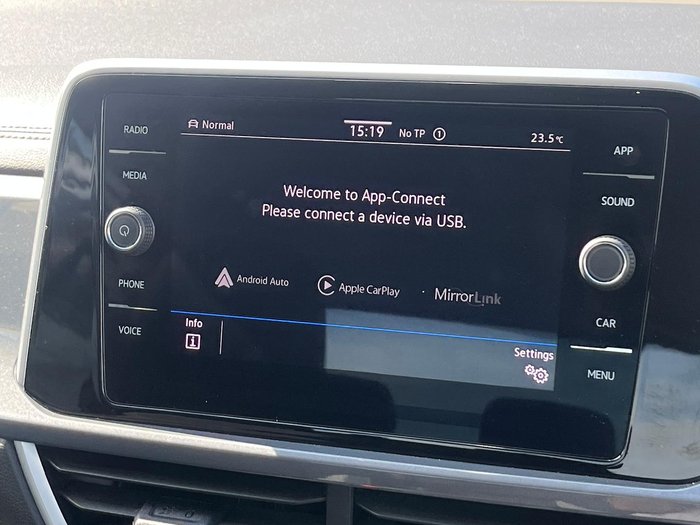 RADIO
MEDIA
PHONE
VOICE
Normal
15:19
No TP 1
23.5°C
Welcome to App-Connect
Please connect a device via USB.
Android Auto
Apple CarPlay
MirrorLink
Info
i
Settings
APP
SOUND
CAR
MENU